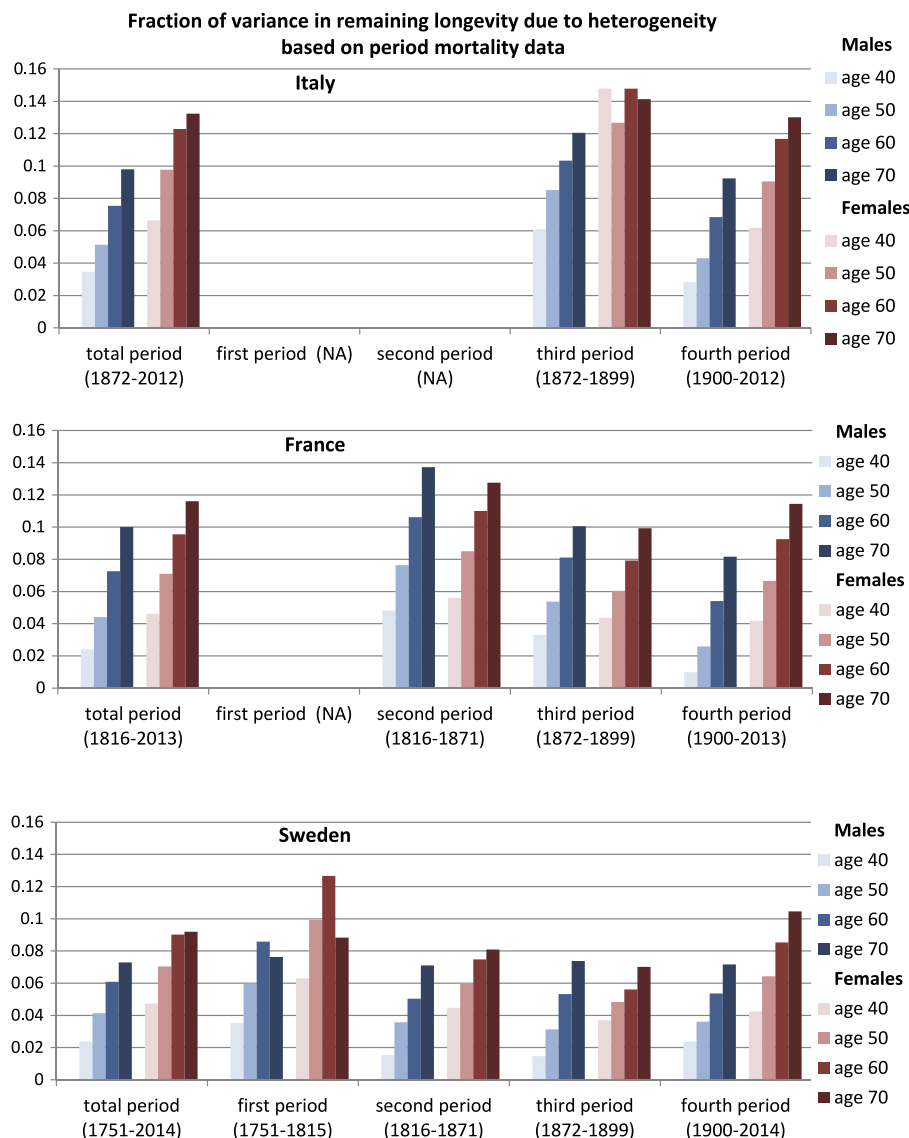 Fraction of variance in remaining longevity due to heterogeneity
based on period mortality data
Italy
0.16
0.14
0.12
0.1
0.08
0.06
0.04
0.02
0
total period
(1872-2012)
first period (NA)
second period
(NA)
third period
(1872-1899)
fourth period
(1900-2012)
Males
age 40
age 50
age 60
age 70
Females
age 40
age 50
age 60
age 70
France
0.16
0.14
0.12
0.1
0.08
0.06
0.04
0.02
0
total period
(1816-2013)
first period (NA)
second period
(1816-1871)
third period
(1872-1899)
fourth period
(1900-2013)
Males
age 40
age 50
age 60
age 70
Females
age 40
age 50
age 60
age 70
Sweden
0.16
0.14
0.12
0.1
0.08
0.06
0.04
0.02
0
total period
(1751-2014)
first period
(1751-1815)
second period
(1816-1871)
third period
(1872-1899)
fourth period
(1900-2014)
Males
age 40
age 50
age 60
age 70
Females
age 40
age 50
age 60
age 70